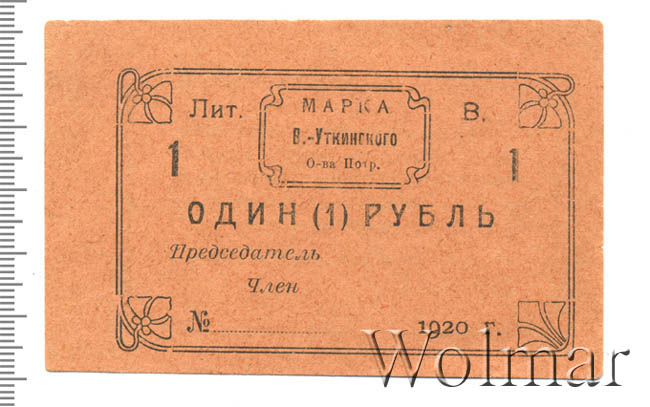 Лит. МАРКА В.
В.-Уткинского
О-ва Потр.
1 1
ОДИН (1) РУБЛЬ
Председатель
Член
№ 1920 г.
Wolmar